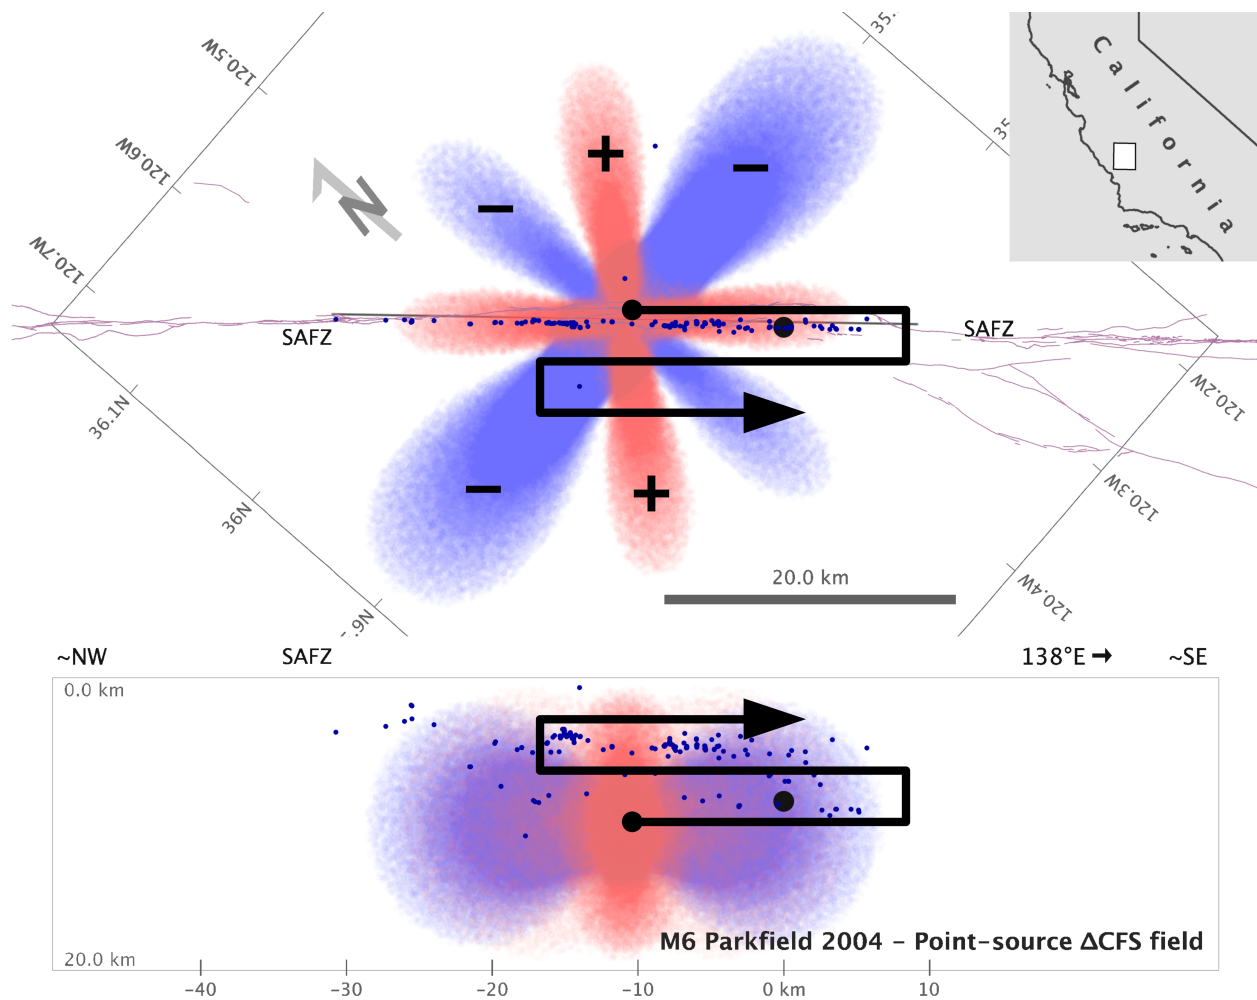 120.5W
35.
35
California
120.6W
N
+
−
−
120.7W
SAFZ
SAFZ
36.1N
120.2W
−
+
120.3W
36N
20.0 km
120.4W
.9N
~NW
SAFZ
138°E →
~SE
0.0 km
M6 Parkfield 2004 – Point-source ΔCFS field
20.0 km
-40
-30
-20
-10
0 km
10